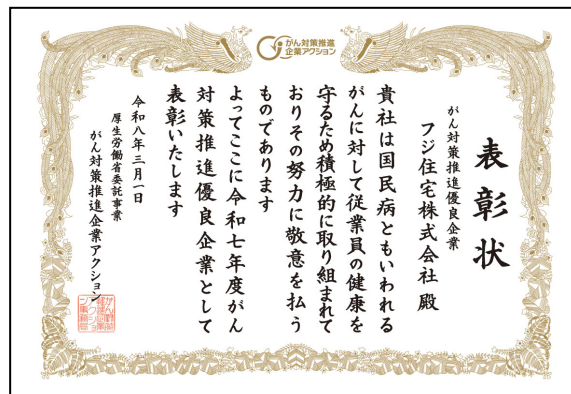 がん対策推進
企業アクション
表彰状
がん対策推進優良企業
フジ住宅株式会社 殿
貴社は国民病ともいわれる
がんに対して従業員の健康を
守るため積極的に取り組まれて
おりその努力に敬意を払う
ものであります
よってここに令和七年度がん
対策推進優良企業として
表彰いたします
令和八年三月一日
厚生労働省委託事業
がん対策推進企業アクション